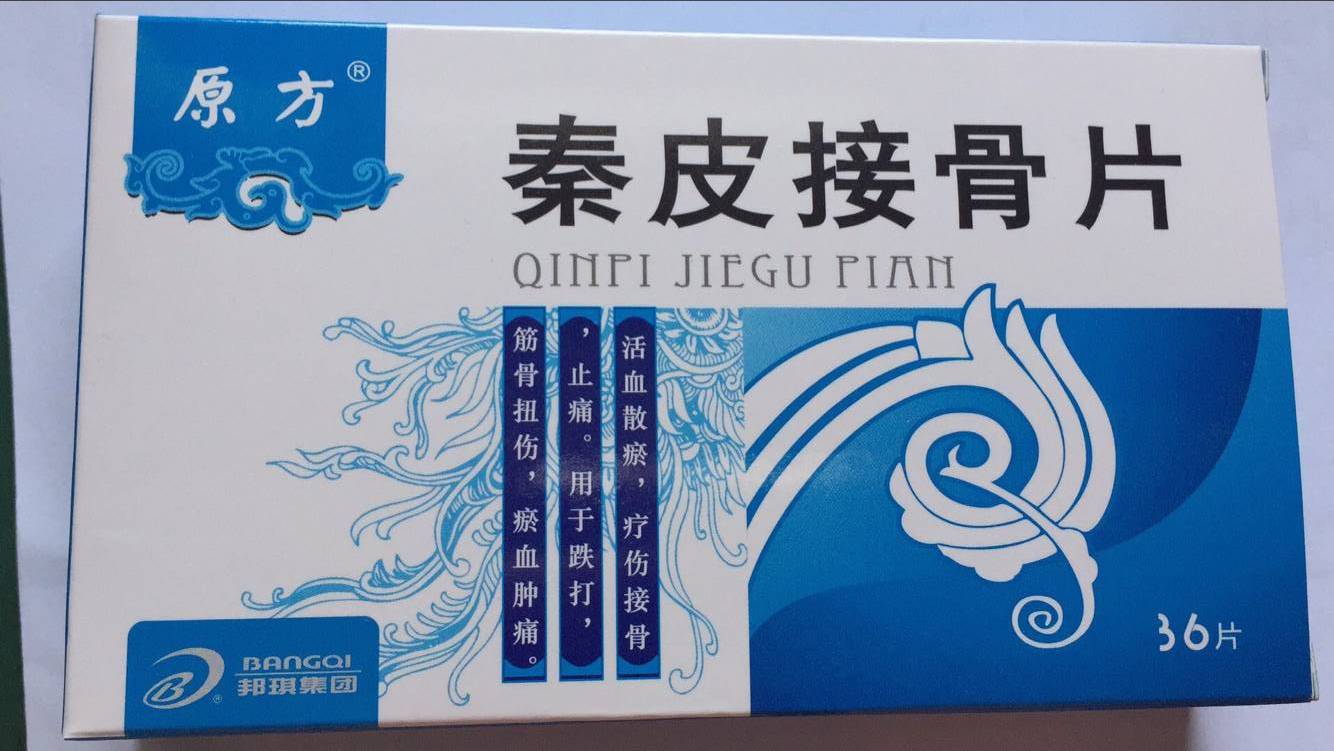 原方®
秦皮接骨片
QINPI JIEGU PIAN
活血散瘀，疗伤接骨
，止痛。用于跌打，
筋骨扭伤，瘀血肿痛。
36片
BANGQI
邦琪集团
B®